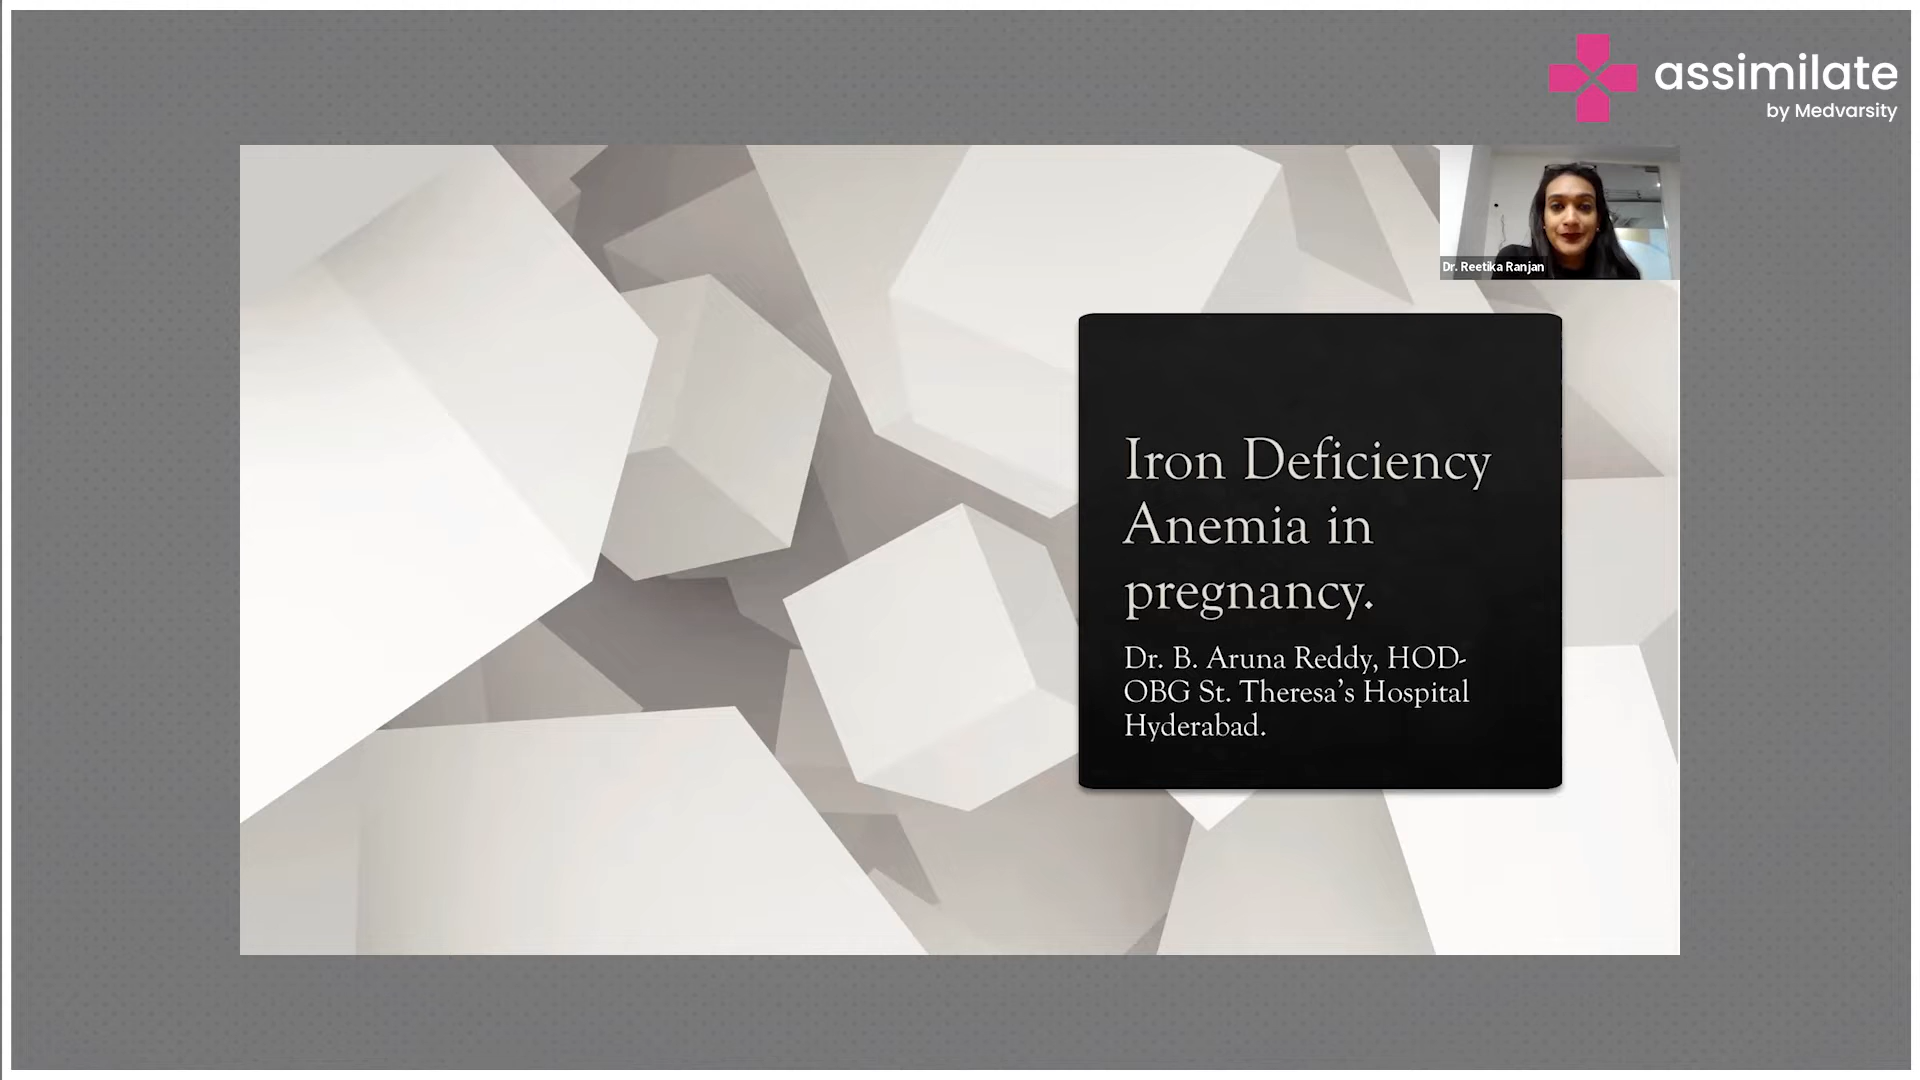 assimilate
by Medvarsity
Dr. Reetika Ranjan
Iron Deficiency
Anemia in
pregnancy.
Dr. B. Aruna Reddy, HOD-
OBG St. Theresa’s Hospital
Hyderabad.